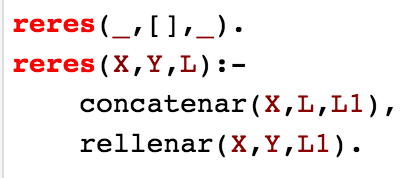 reres(_,[],_).
reres(X,Y,L):-
concatenar(X,L,L1),
rellenar(X,Y,L1).